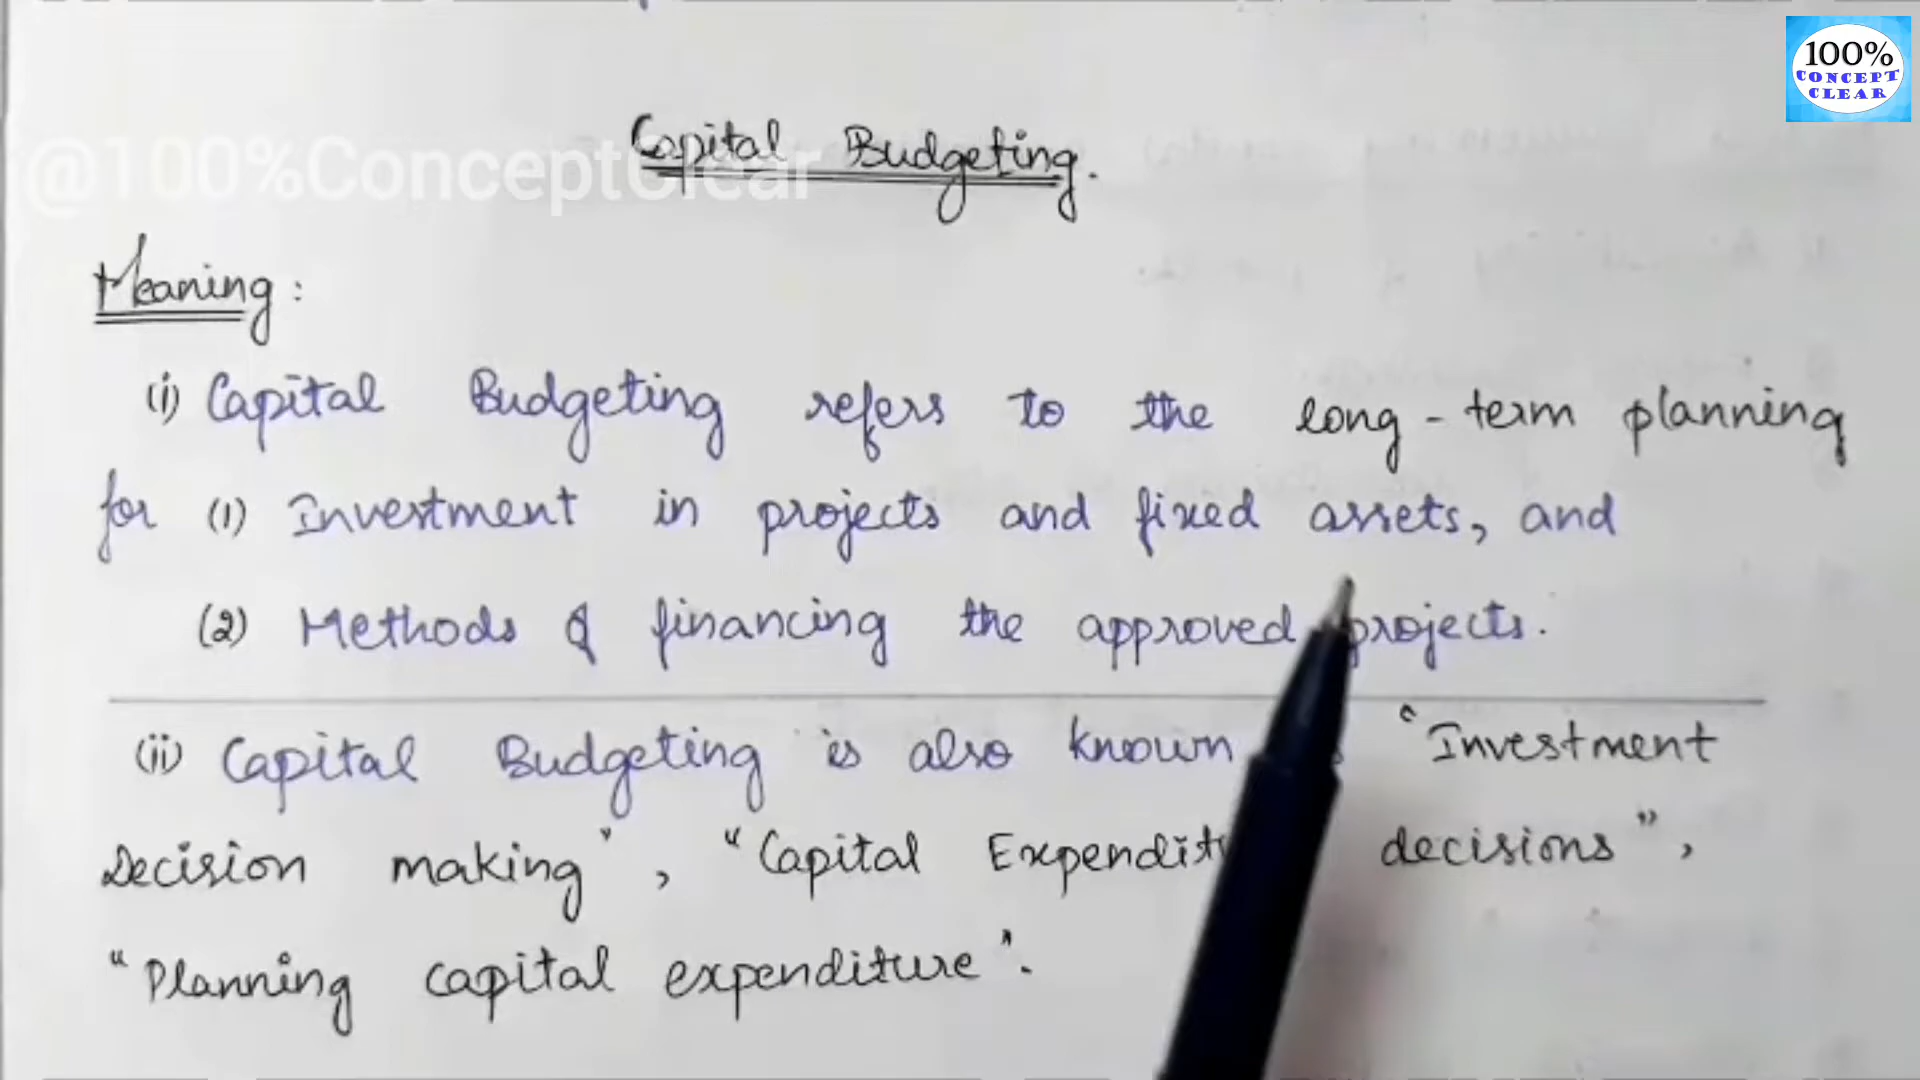 100%
CONCEPT
CLEAR
@100%ConceptClear
Capital Budgeting.
Meaning :
(i) Capital Budgeting refers to the long-term planning
for (1) Investment in projects and fixed assets, and
(2) Methods of financing the approved projects.
(ii) Capital Budgeting is also known "Investment
Decision making", "Capital decisions",
"Planning capital expenditure".